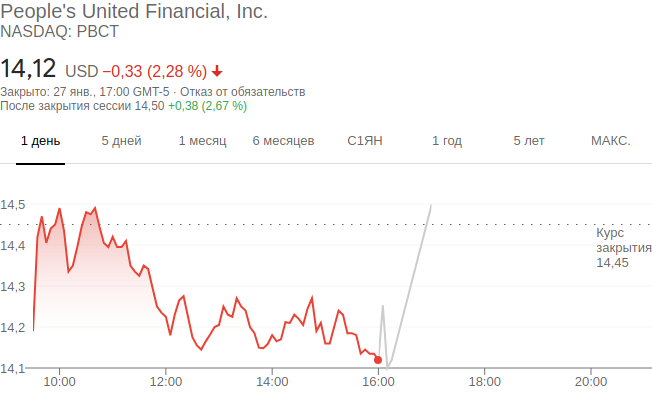 People's United Financial, Inc.
NASDAQ: PBCT
14,12 USD −0,33 (2,28 %)
Закрыто: 27 янв., 17:00 GMT-5 · Отказ от обязательств
После закрытия сессии 14,50 +0,38 (2,67 %)
1 день 5 дней 1 месяц 6 месяцев С1ЯН 1 год 5 лет МАКС.
14,5
Курс
закрытия
14,45
14,4
14,3
14,2
14,1
10:00 12:00 14:00 16:00 18:00 20:00